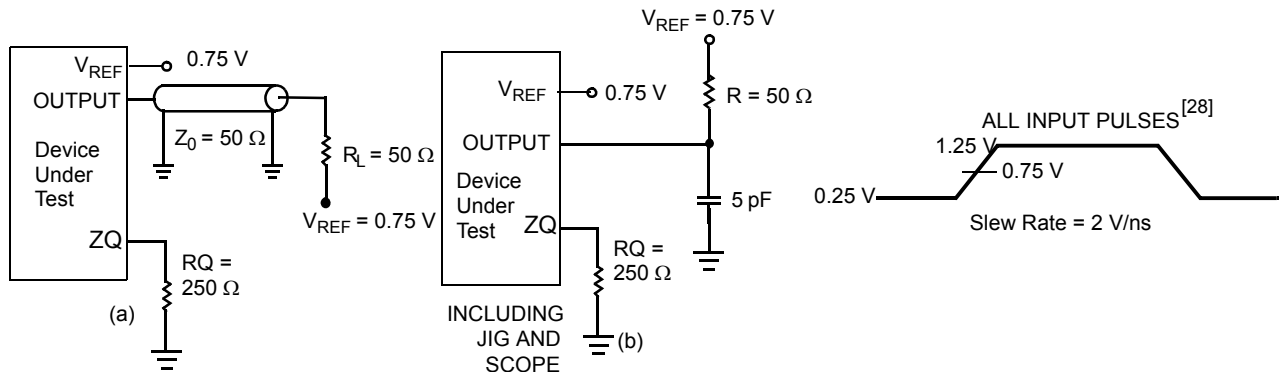 V_REF 0.75 V
OUTPUT
Z_0 = 50 Ω
Device
Under
Test
R_L = 50 Ω
V_REF = 0.75 V
ZQ
RQ =
250 Ω
(a)
V_REF = 0.75 V
V_REF 0.75 V
R = 50 Ω
OUTPUT
Device
Under
Test
5 pF
ZQ
RQ =
250 Ω
INCLUDING
JIG AND
SCOPE
(b)
ALL INPUT PULSES[28]
1.25 V
0.75 V
0.25 V
Slew Rate = 2 V/ns